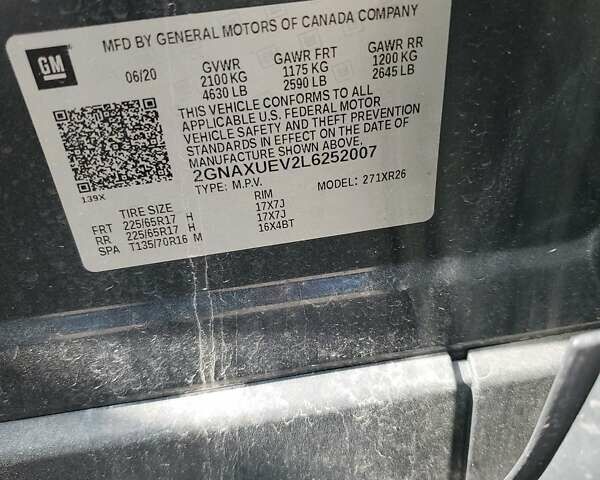 MFD BY GENERAL MOTORS OF CANADA COMPANY
GM
06/20 GVWR GAWR FRT GAWR RR
2100 KG 1175 KG 1200 KG
4630 LB 2590 LB 2645 LB
THIS VEHICLE CONFORMS TO ALL
APPLICABLE U.S. FEDERAL MOTOR
VEHICLE SAFETY AND THEFT PREVENTION
STANDARDS IN EFFECT ON THE DATE OF
MANUFACTURE SHOWN ABOVE.
2GNAXUEV2L6252007
139X
TYPE: M.P.V. MODEL: 271XR26
TIRE SIZE RIM
FRT 225/65R17 H 17X7J
RR 225/65R17 H 17X7J
SPA T135/70R16 M 16X4BT